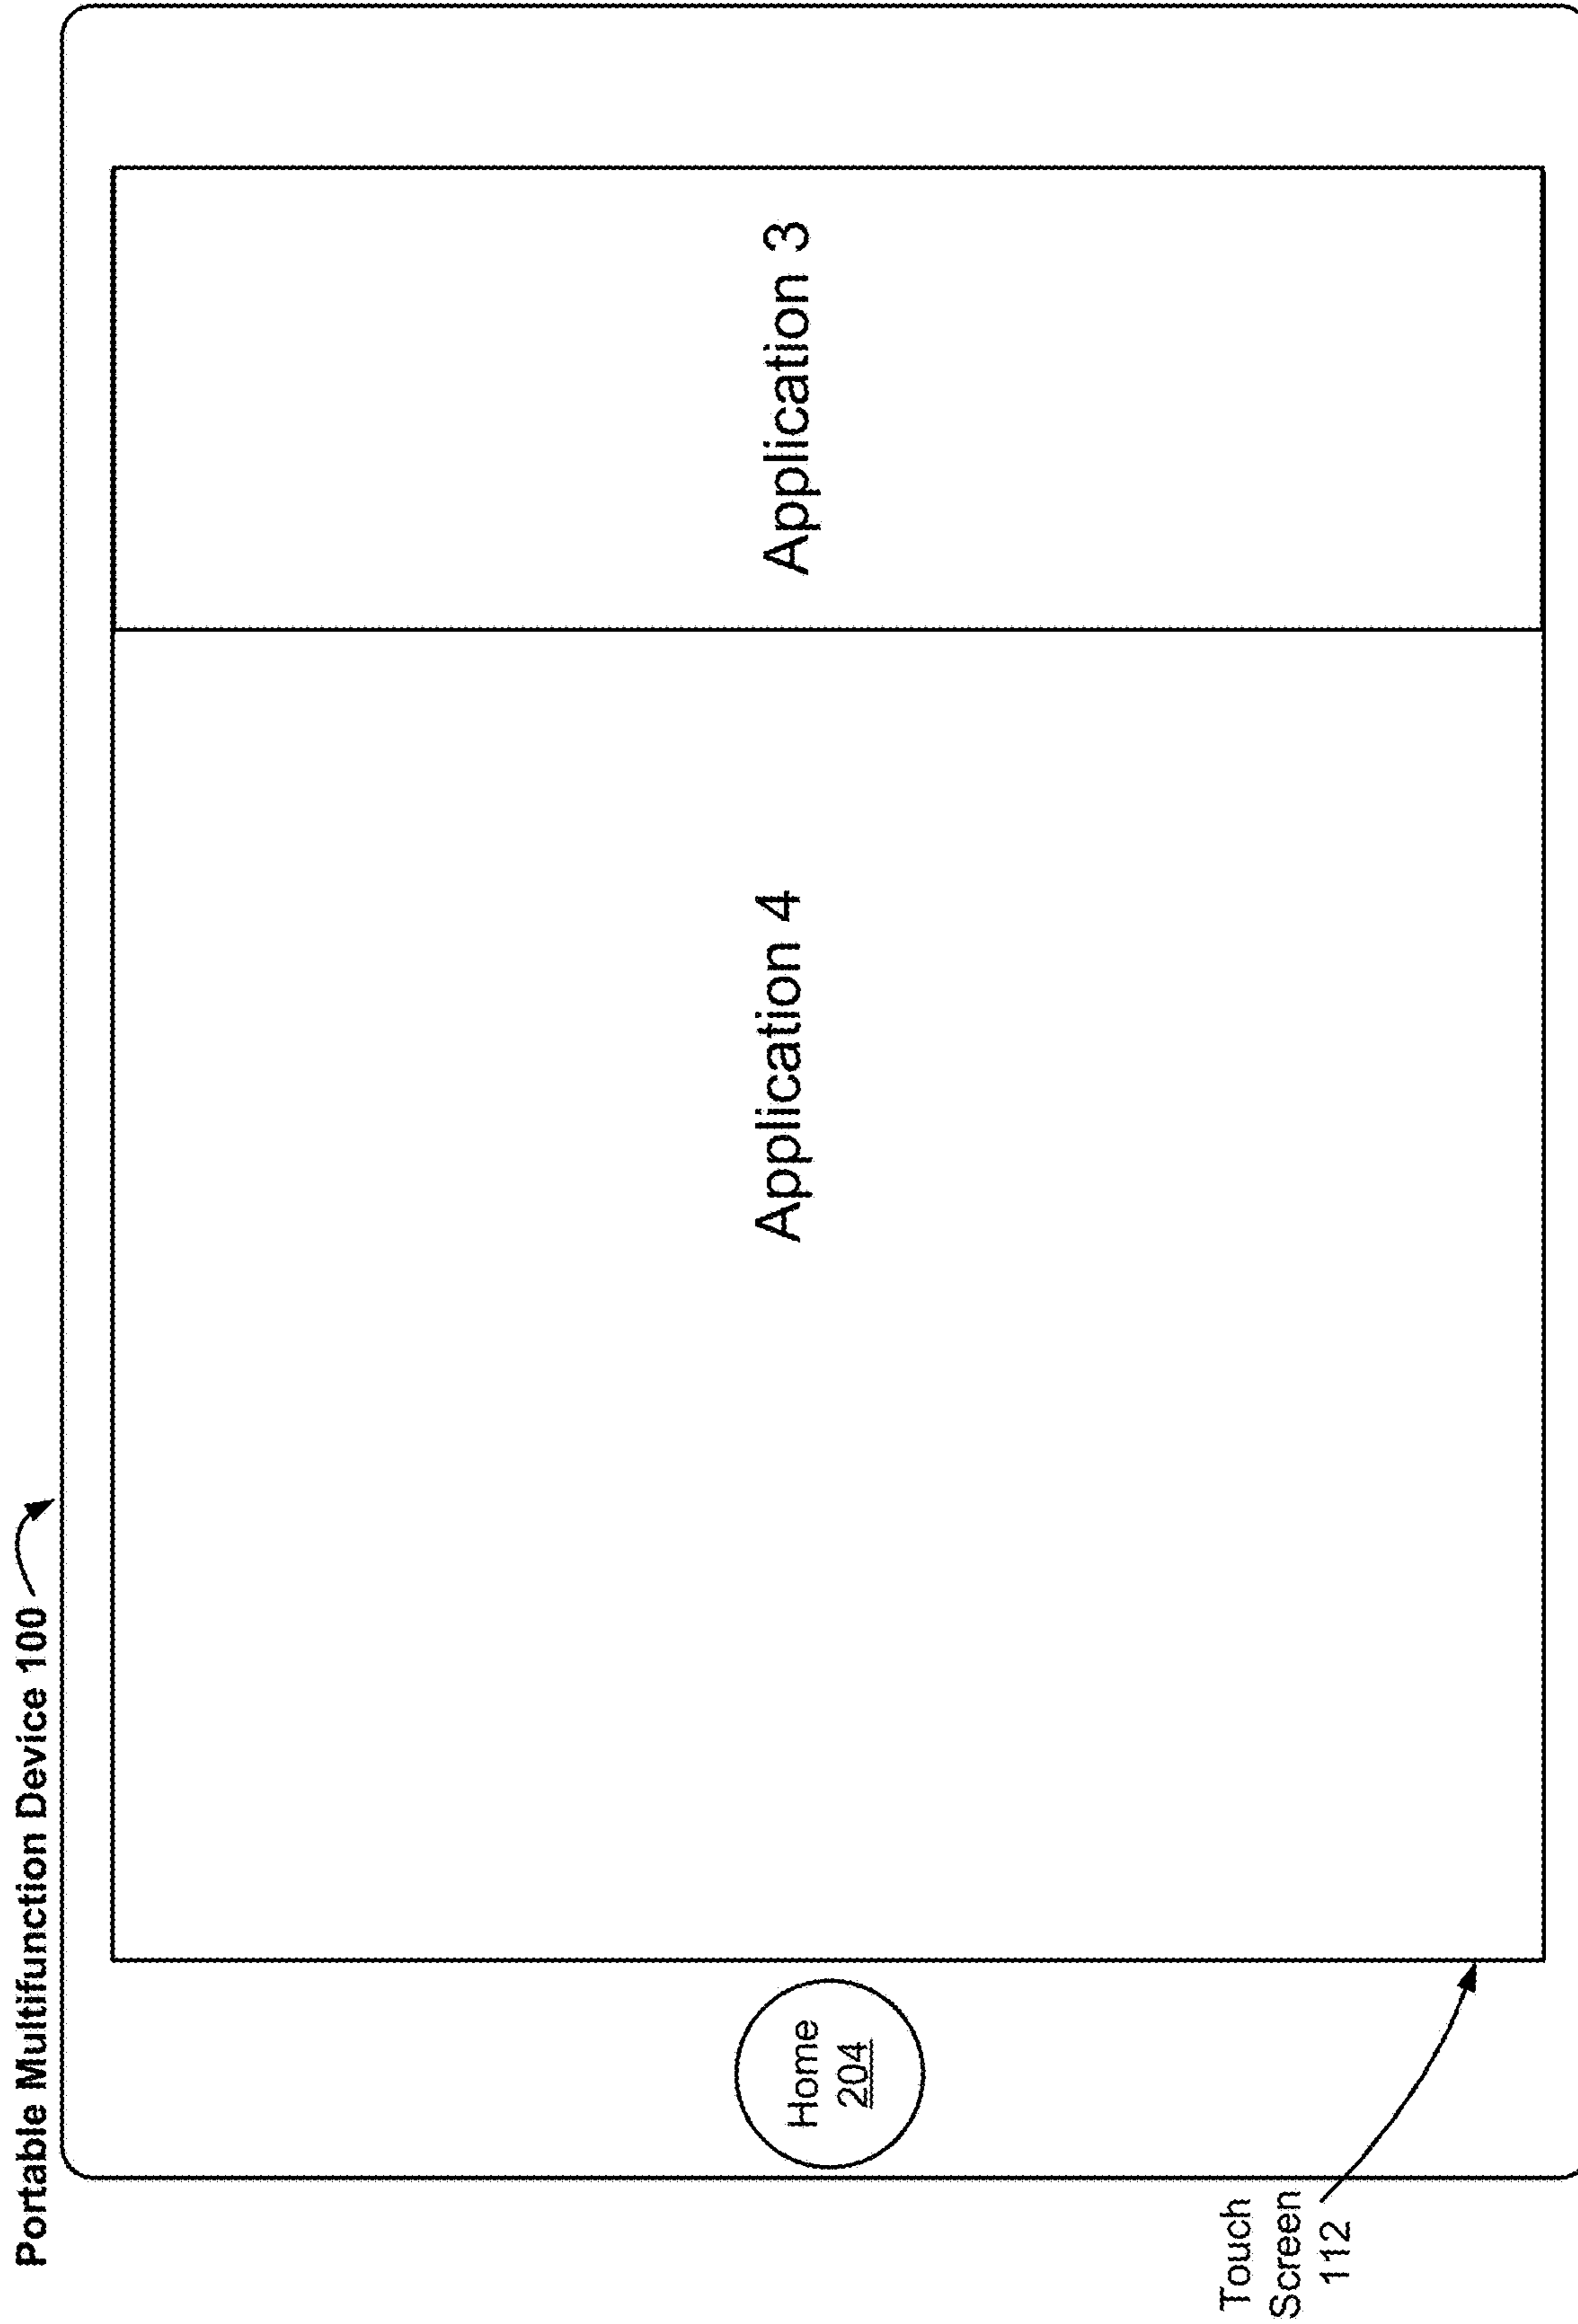 Portable Multifunction Device 100
Application 4
Application 3
Home
204
Touch
Screen
112